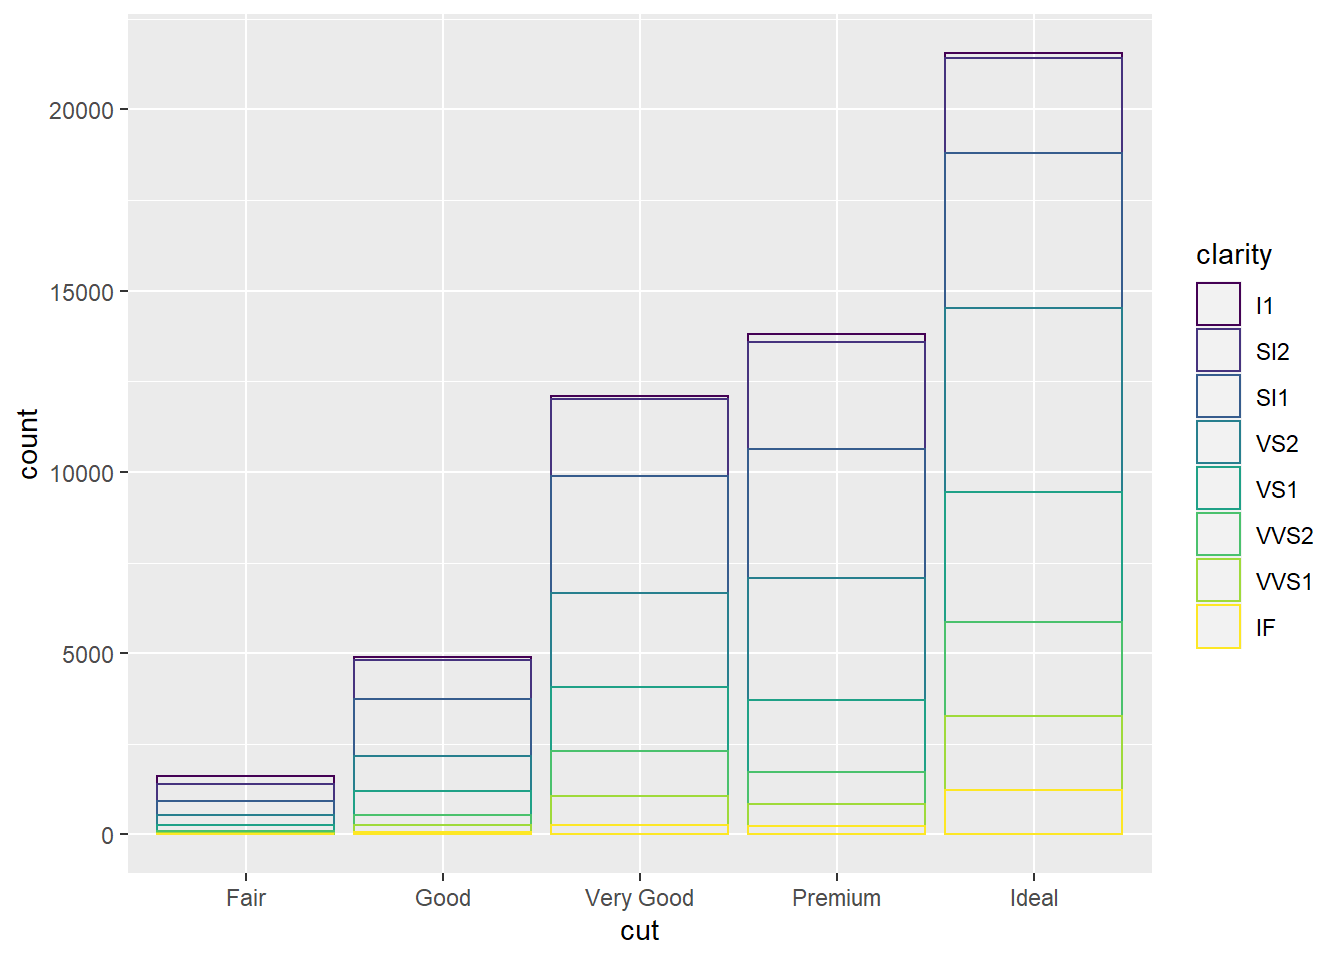 20000
15000
10000
5000
0
count
Fair Good Very Good Premium Ideal
cut
clarity
I1
SI2
SI1
VS2
VS1
VVS2
VVS1
IF